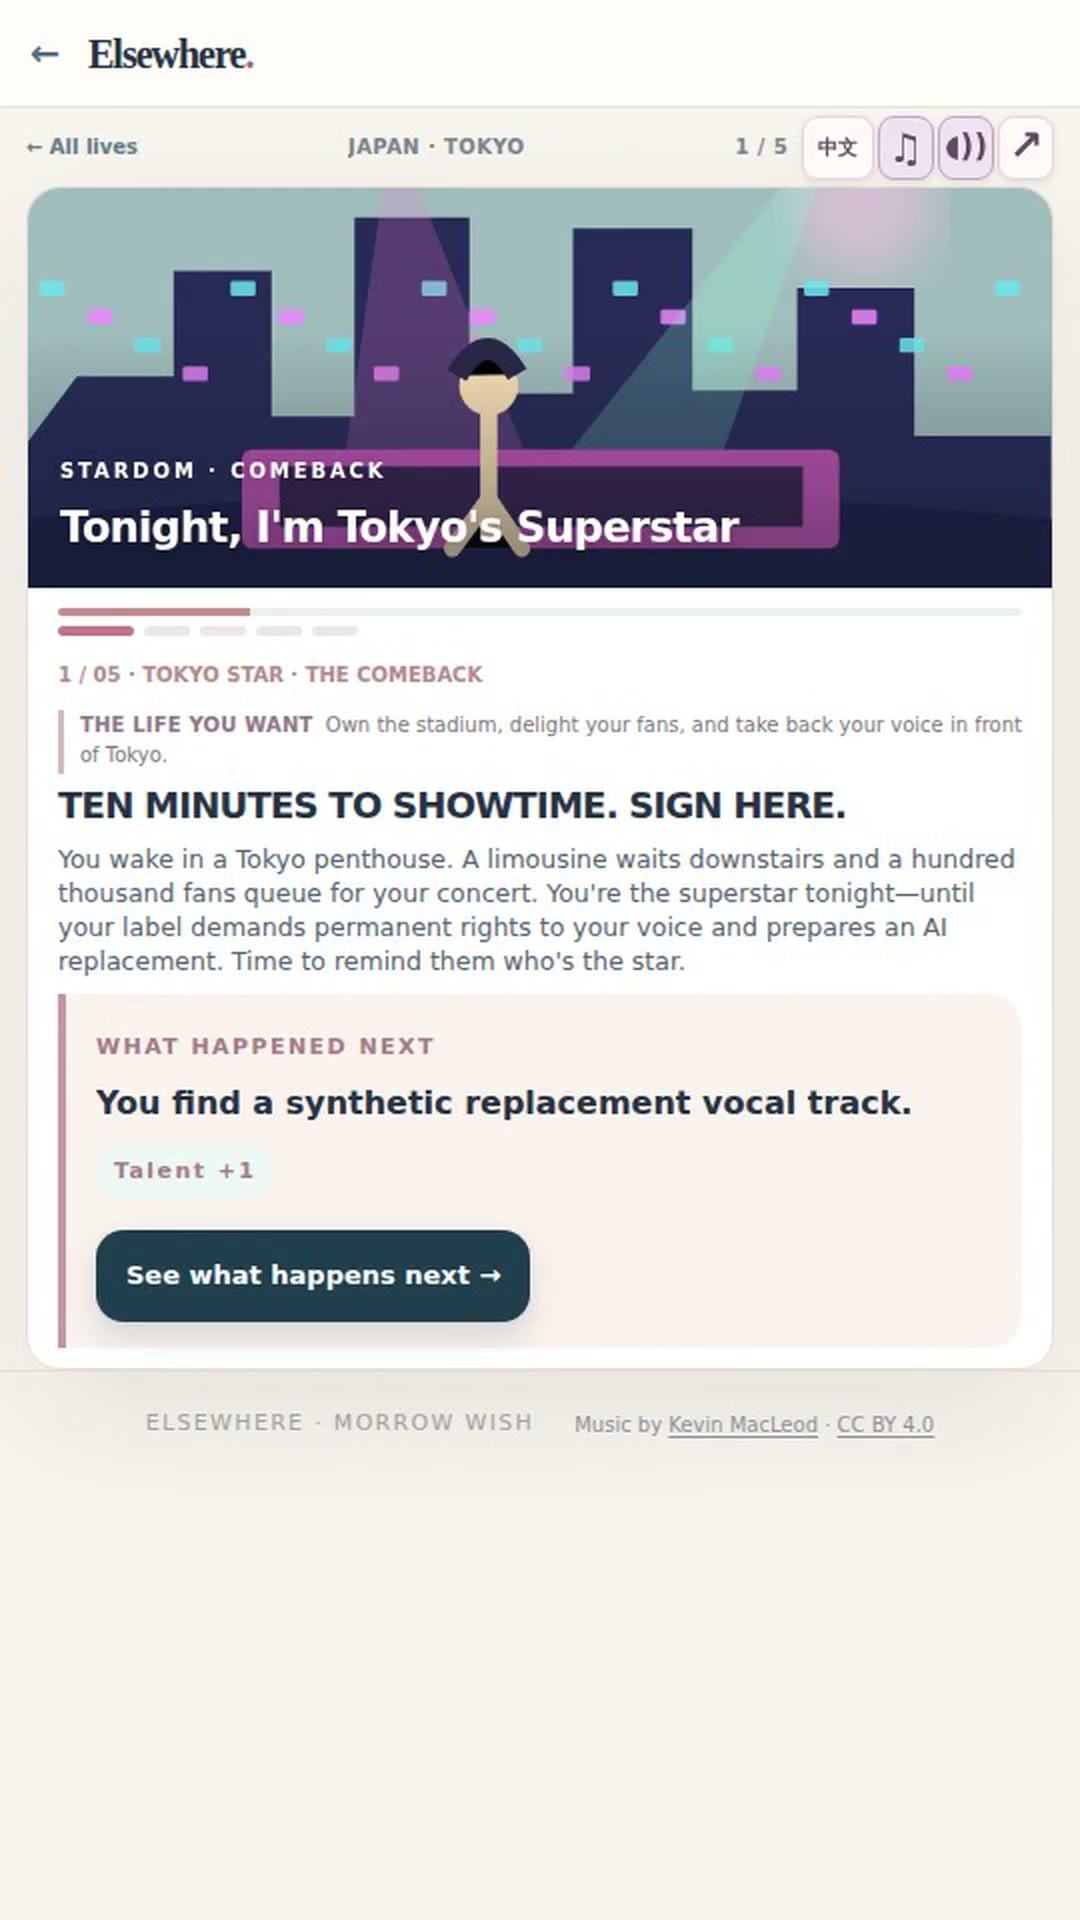 ← Elsewhere.
← All lives JAPAN · TOKYO 1 / 5 中文
STARDOM · COMEBACK
Tonight, I'm Tokyo's Superstar
1 / 05 · TOKYO STAR · THE COMEBACK
THE LIFE YOU WANT Own the stadium, delight your fans, and take back your voice in front
of Tokyo.
TEN MINUTES TO SHOWTIME. SIGN HERE.
You wake in a Tokyo penthouse. A limousine waits downstairs and a hundred
thousand fans queue for your concert. You're the superstar tonight—until
your label demands permanent rights to your voice and prepares an AI
replacement. Time to remind them who's the star.
WHAT HAPPENED NEXT
You find a synthetic replacement vocal track.
Talent +1
See what happens next →
ELSEWHERE · MORROW WISH Music by Kevin MacLeod · CC BY 4.0